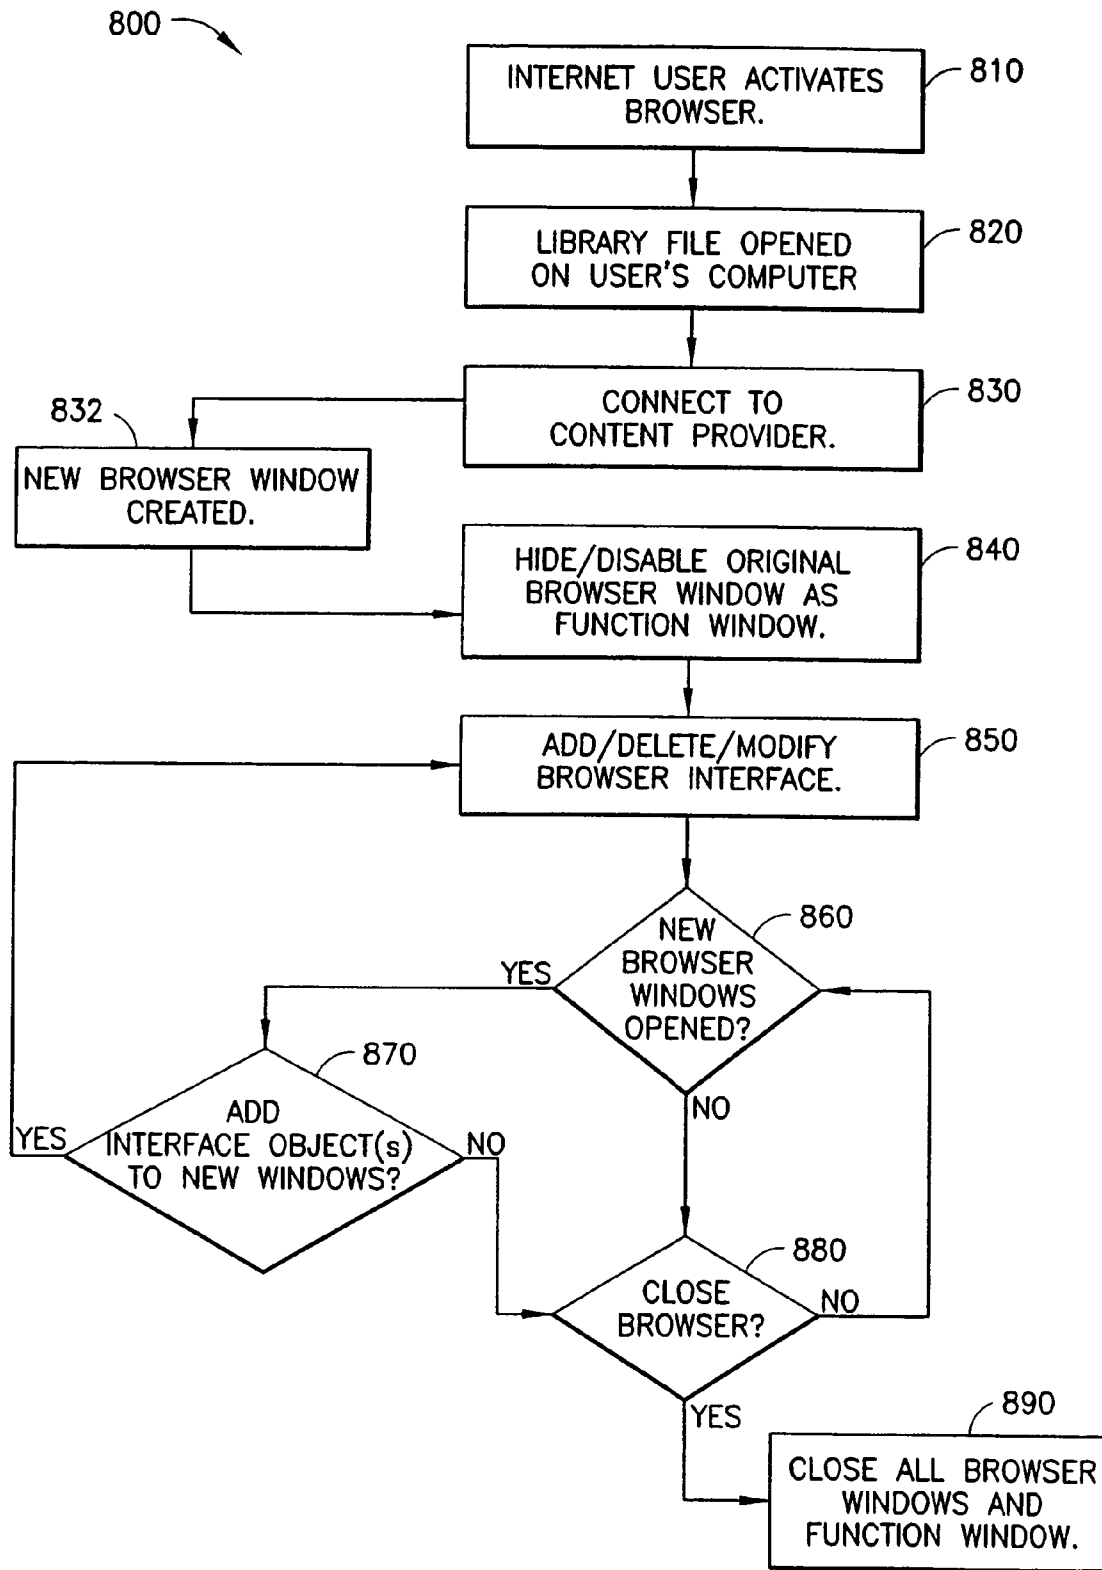 800
INTERNET USER ACTIVATES
BROWSER.
810
LIBRARY FILE OPENED
ON USER'S COMPUTER
820
CONNECT TO
CONTENT PROVIDER.
830
832
NEW BROWSER WINDOW
CREATED.
HIDE/DISABLE ORIGINAL
BROWSER WINDOW AS
FUNCTION WINDOW.
840
ADD/DELETE/MODIFY
BROWSER INTERFACE.
850
NEW
BROWSER
WINDOWS
OPENED?
860
YES
NO
870
ADD
INTERFACE OBJECT(s)
TO NEW WINDOWS?
YES
NO
880
CLOSE
BROWSER?
NO
YES
890
CLOSE ALL BROWSER
WINDOWS AND
FUNCTION WINDOW.